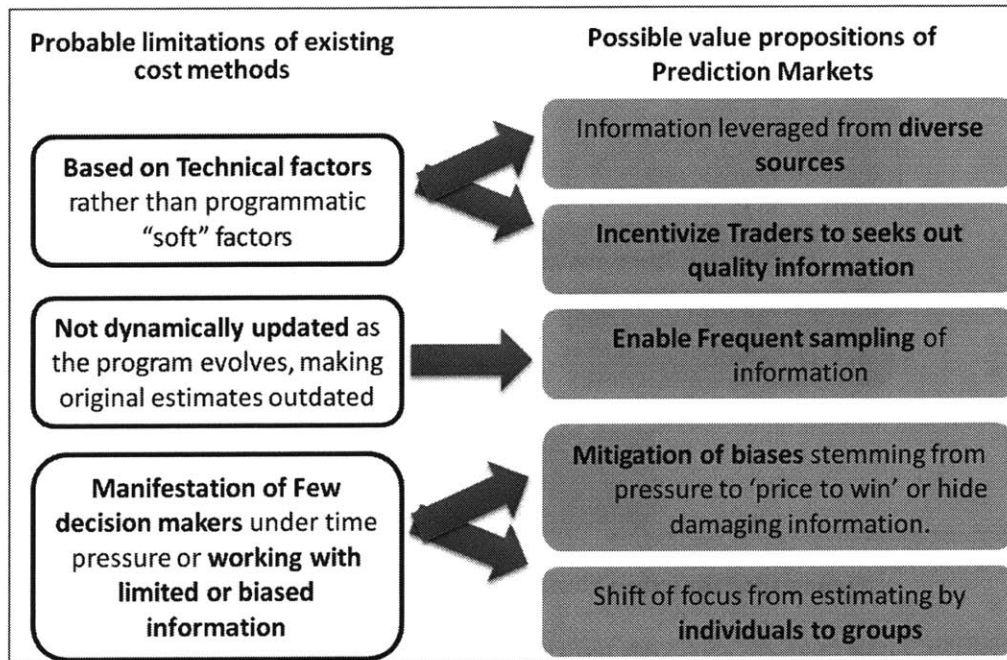 Probable limitations of existing
cost methods
Based on Technical factors
rather than programmatic
“soft” factors
Not dynamically updated as
the program evolves, making
original estimates outdated
Manifestation of Few
decision makers under time
pressure or working with
limited or biased
information
Possible value propositions of
Prediction Markets
Information leveraged from diverse
sources
Incentivize Traders to seeks out
quality information
Enable Frequent sampling of
information
Mitigation of biases stemming from
pressure to ‘price to win’ or hide
damaging information.
Shift of focus from estimating by
individuals to groups